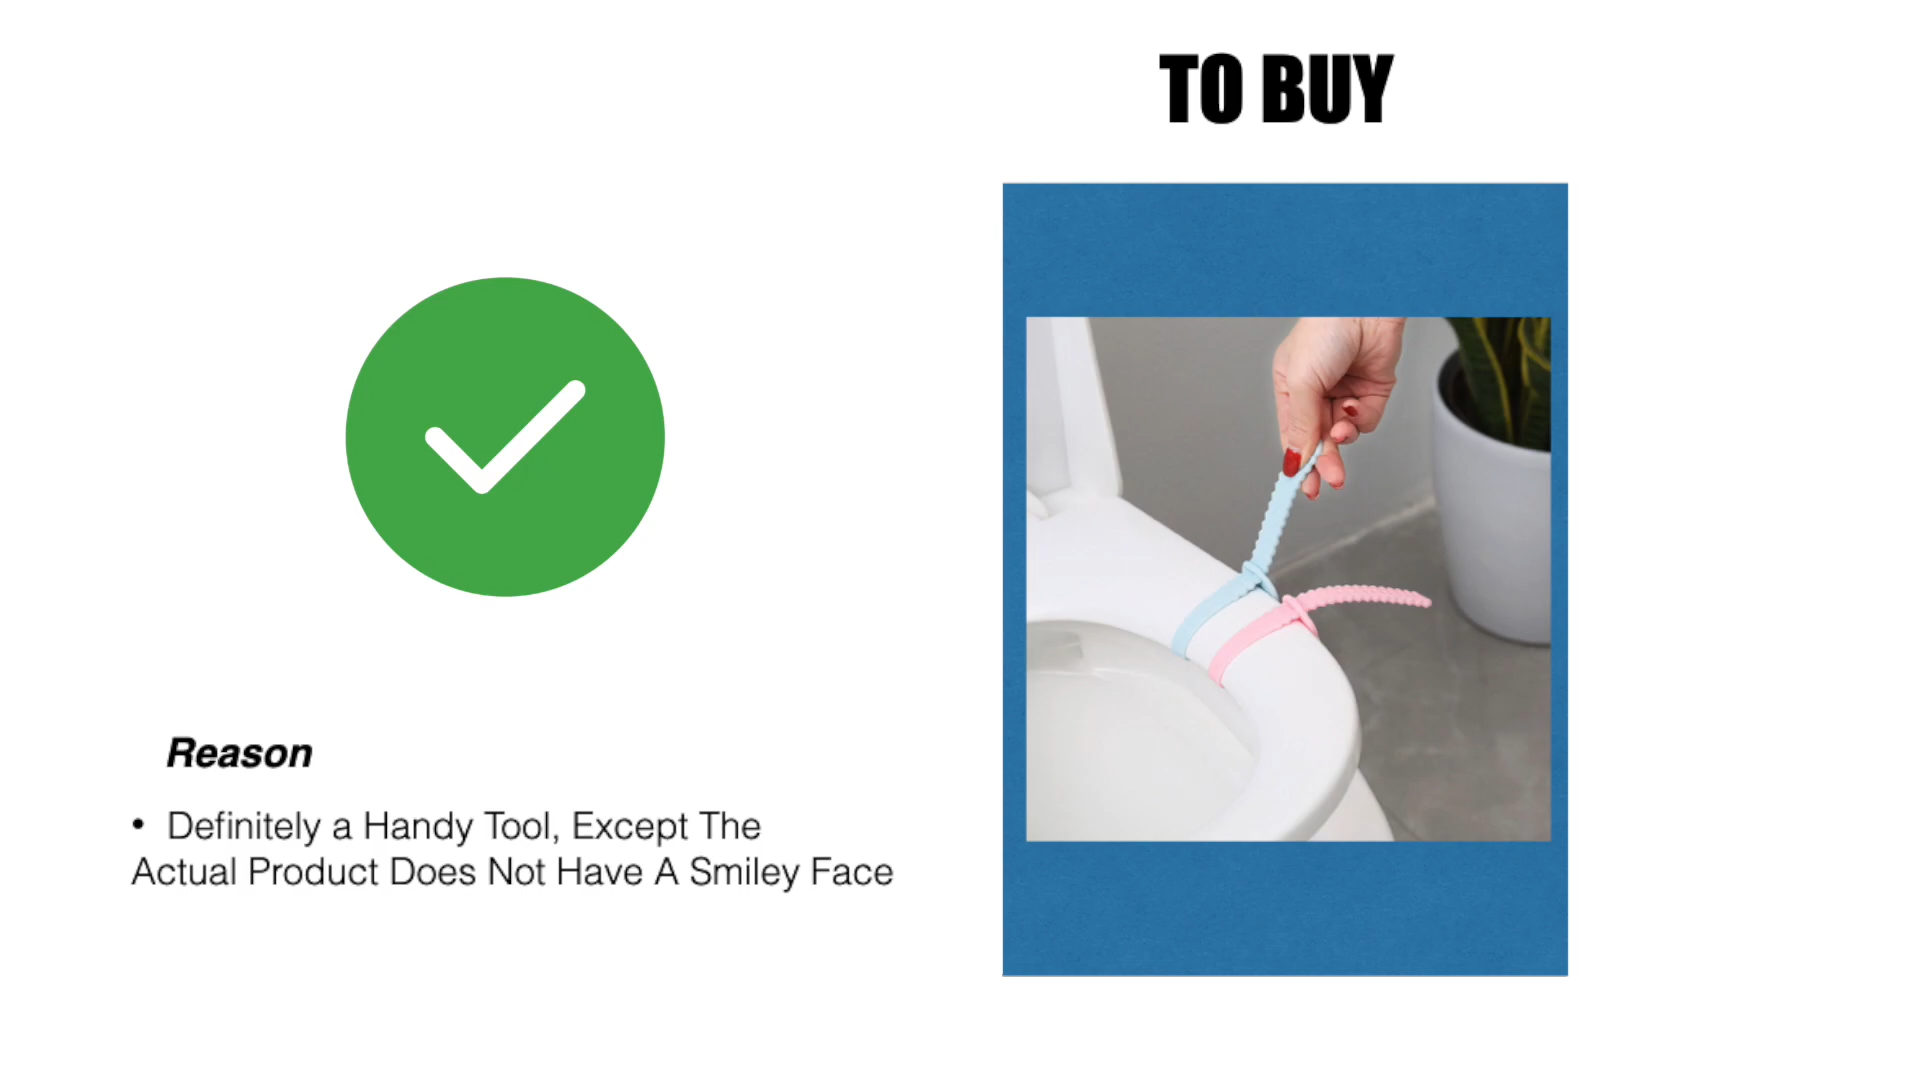 TO BUY
Reason
• Definitely a Handy Tool, Except The
Actual Product Does Not Have A Smiley Face